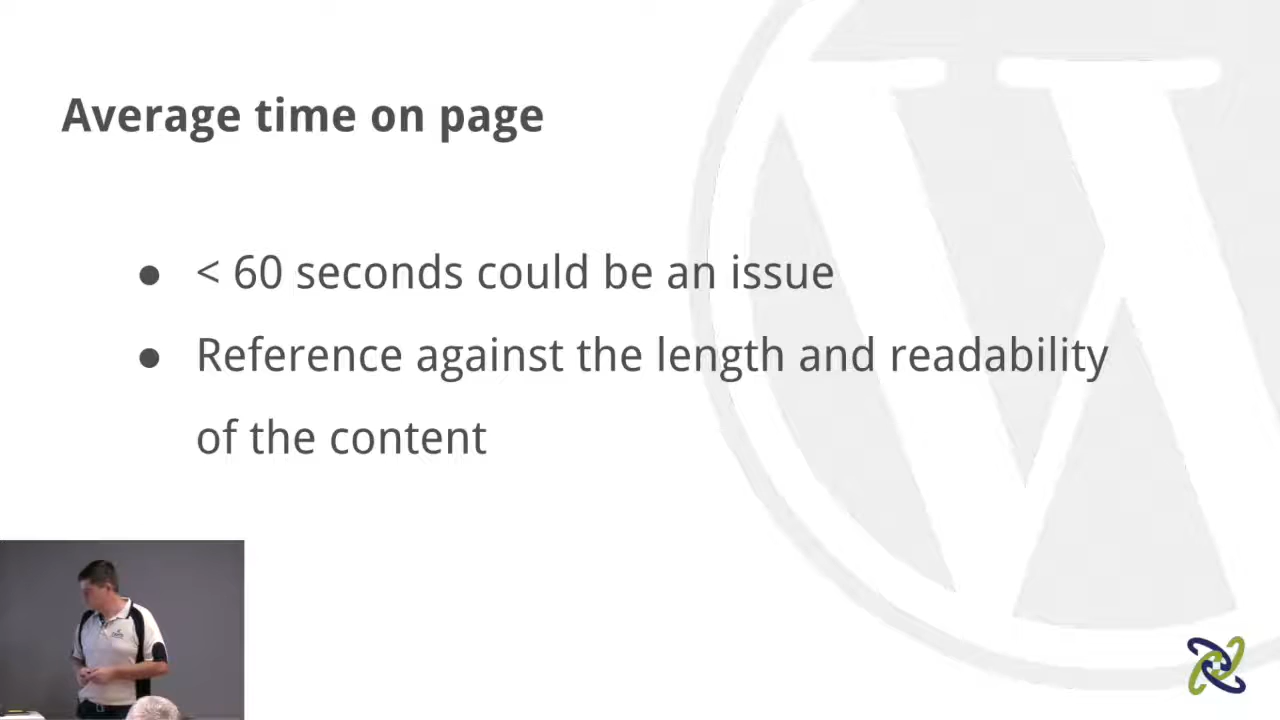 Average time on page
● < 60 seconds could be an issue
● Reference against the length and readability
of the content